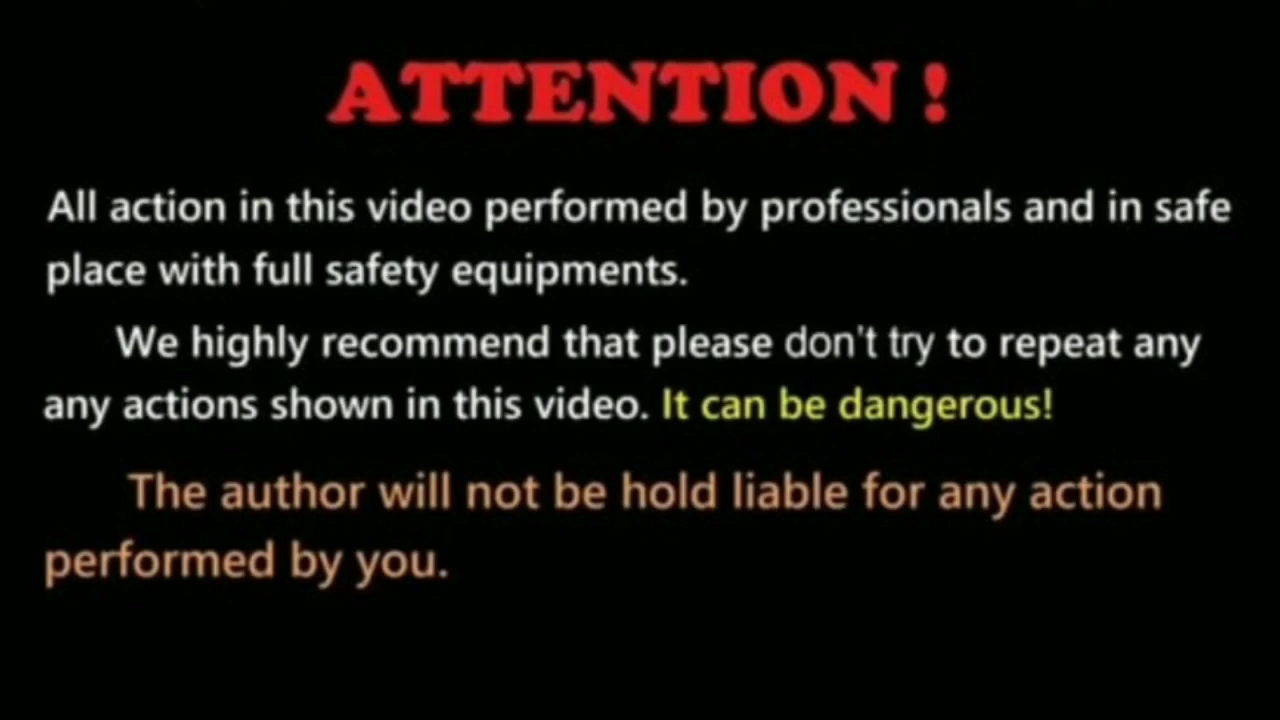 ATTENTION !
All action in this video performed by professionals and in safe
place with full safety equipments.
We highly recommend that please don't try to repeat any
any actions shown in this video. It can be dangerous!
The author will not be hold liable for any action
performed by you.